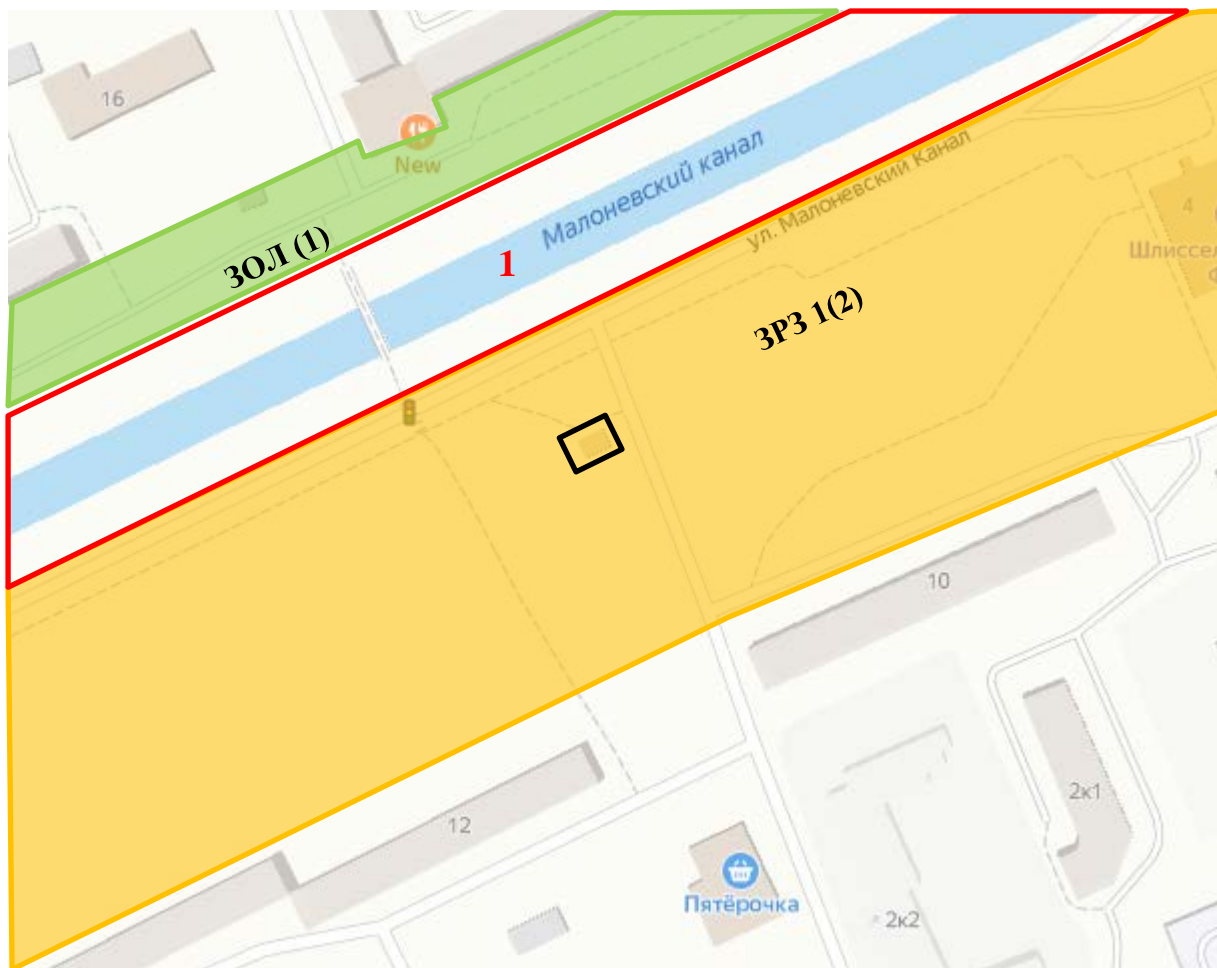 16
New
Малоневский канал
ЗОЛ (1)
1
ул. Малоневский Канал
4
Шлиссел
ЗРЗ 1(2)
10
12
2к1
Пятёрочка
2к2